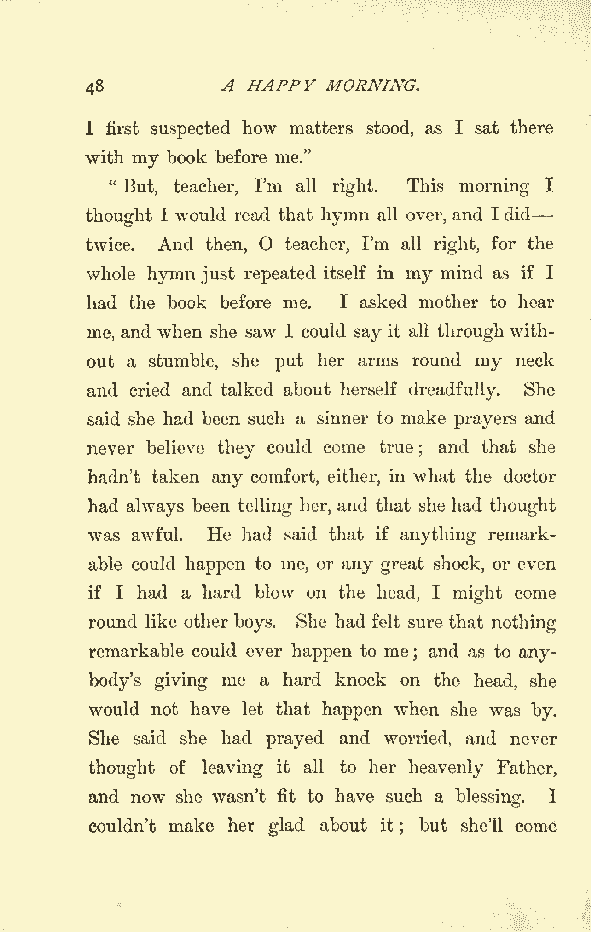 48 A HAPPY MORNING.
I first suspected how matters stood, as I sat there
with my book before me.”
“ But, teacher, I’m all right. This morning I
thought I would read that hymn all over, and I did—
twice. And then, O teacher, I’m all right, for the
whole hymn just repeated itself in my mind as if I
had the book before me. I asked mother to hear
me, and when she saw I could say it all through with-
out a stumble, she put her arms round my neck
and cried and talked about herself dreadfully. She
said she had been such a sinner to make prayers and
never believe they could come true; and that she
hadn’t taken any comfort, either, in what the doctor
had always been telling her, and that she had thought
was awful. He had said that if anything remark-
able could happen to me, or any great shock, or even
if I had a hard blow on the head, I might come
round like other boys. She had felt sure that nothing
remarkable could ever happen to me; and as to any-
body’s giving me a hard knock on the head, she
would not have let that happen when she was by.
She said she had prayed and worried, and never
thought of leaving it all to her heavenly Father,
and now she wasn’t fit to have such a blessing. I
couldn’t make her glad about it; but she’ll come